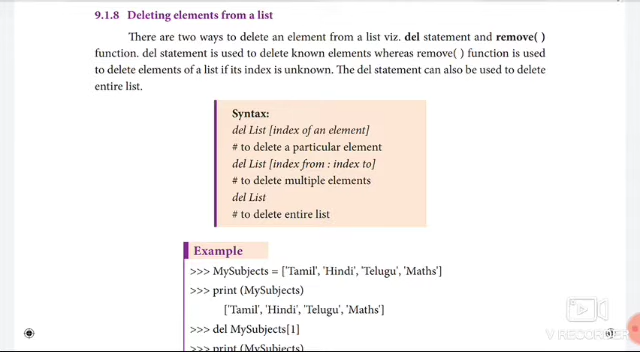 9.1.8 Deleting elements from a list
There are two ways to delete an element from a list viz. del statement and remove( )
function. del statement is used to delete known elements whereas remove( ) function is used
to delete elements of a list if its index is unknown. The del statement can also be used to delete
entire list.
Syntax:
del List [index of an element]
# to delete a particular element
del List [index from : index to]
# to delete multiple elements
del List
# to delete entire list
Example
>>> MySubjects = ['Tamil', 'Hindi', 'Telugu', 'Maths']
>>> print (MySubjects)
['Tamil', 'Hindi', 'Telugu', 'Maths']
>>> del MySubjects[1]
>>> print (MySubjects)
V RECORDER